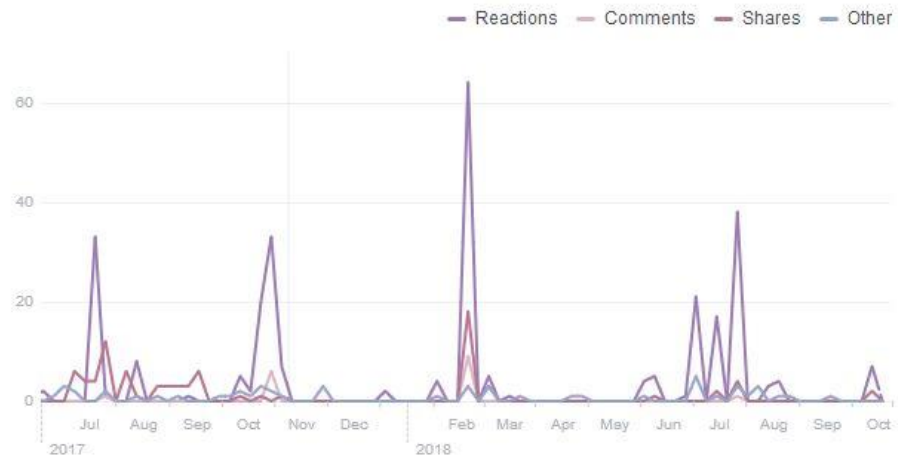 Reactions Comments Shares Other
60
40
20
0
Jul Aug Sep Oct Nov Dec Feb Mar Apr May Jun Jul Aug Sep Oct
2017 2018